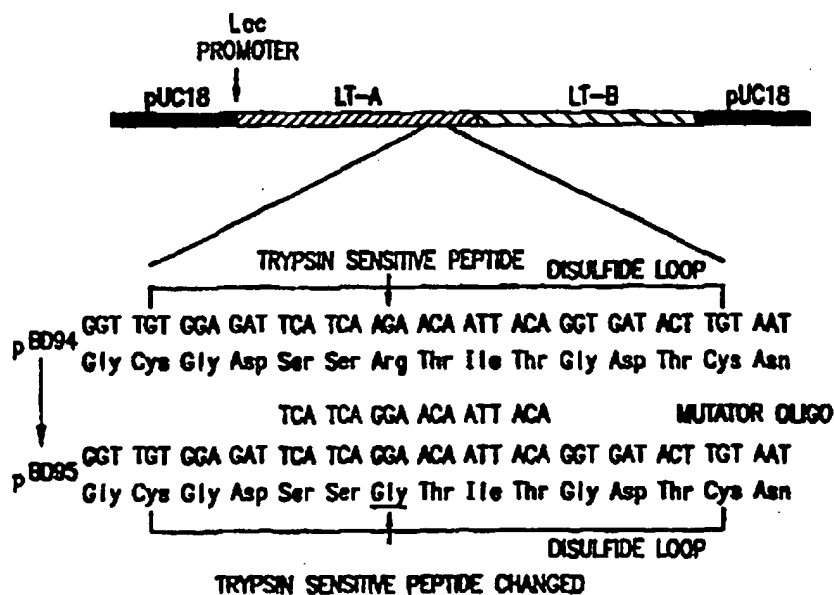 Lac
PROMOTER
pUC18 LT-A LT-B pUC18
TRYPSIN SENSITIVE PEPTIDE DISULFIDE LOOP
pBD94 GGT TGT GGA GAT TCA TCA AGA ACA ATT ACA GGT GAT ACT TGT AAT
Gly Cys Gly Asp Ser Ser Arg Thr Ile Thr Gly Asp Thr Cys Asn
TCA TCA GGA ACA ATT ACA MUTATOR OLIGO
pBD95 GGT TGT GGA GAT TCA TCA GGA ACA ATT ACA GGT GAT ACT TGT AAT
Gly Cys Gly Asp Ser Ser Gly Thr Ile Thr Gly Asp Thr Cys Asn
DISULFIDE LOOP
TRYPSIN SENSITIVE PEPTIDE CHANGED